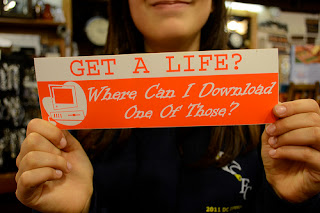 GET A LIFE?
Where Can I Download
One Of Those?